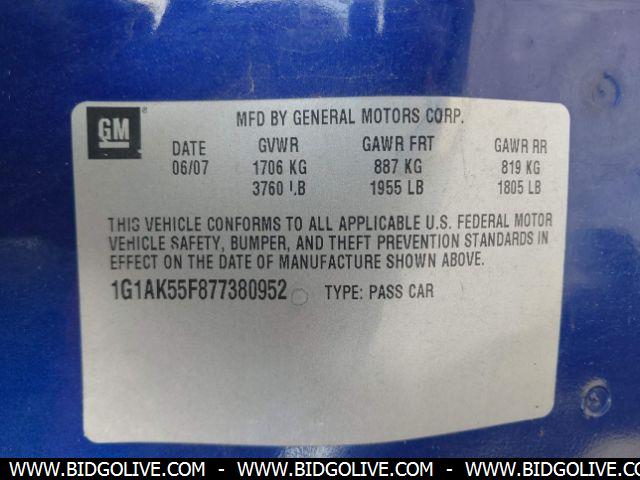 GM
MFD BY GENERAL MOTORS CORP.
DATE GVWR GAWR FRT GAWR RR
06/07 1706 KG 887 KG 819 KG
3760 LB 1955 LB 1805 LB
THIS VEHICLE CONFORMS TO ALL APPLICABLE U.S. FEDERAL MOTOR
VEHICLE SAFETY, BUMPER, AND THEFT PREVENTION STANDARDS IN
EFFECT ON THE DATE OF MANUFACTURE SHOWN ABOVE.
1G1AK55F877380952 TYPE: PASS CAR
WWW.BIDGOLIVE.COM - WWW.BIDGOLIVE.COM - WWW.BIDGOLIVE.COM